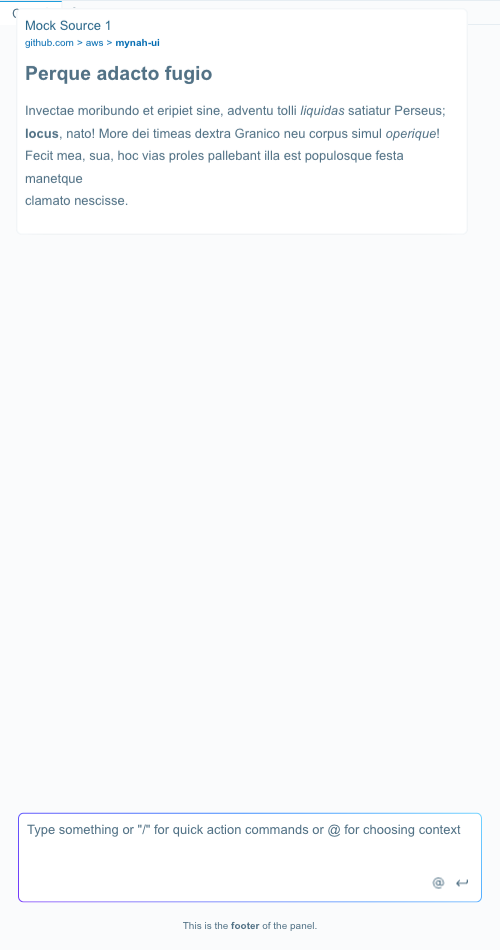 Mock Source 1
github.com > aws > mynah-ui
Perque adacto fugio
Invectae moribundo et eripiet sine, adventu tolli liquidas satiatur Perseus;
locus, nato! More dei timeas dextra Granico neu corpus simul operique!
Fecit mea, sua, hoc vias proles pallebant illa est populosque festa
manetque
clamato nescisse.
Type something or "/" for quick action commands or @ for choosing context
@
This is the footer of the panel.